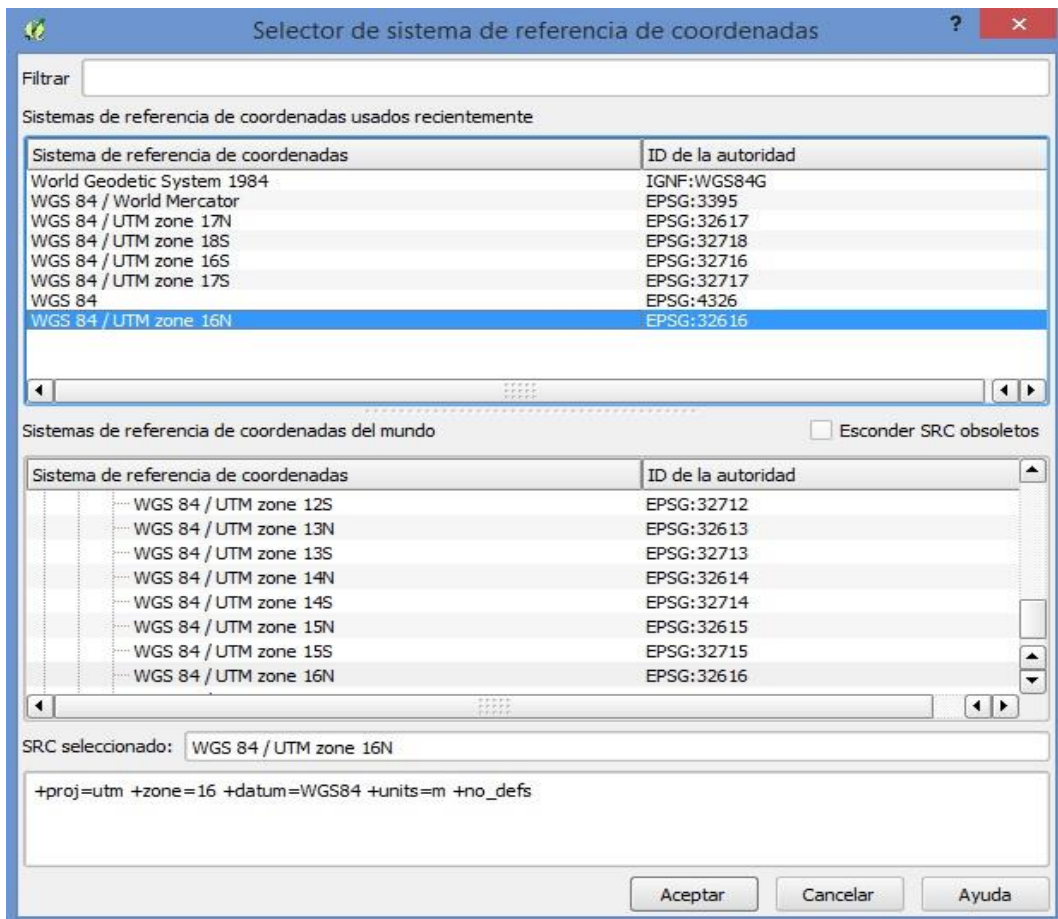 Selector de sistema de referencia de coordenadas ? ×
Filtrar
Sistemas de referencia de coordenadas usados recientemente
Sistema de referencia de coordenadas ID de la autoridad
World Geodetic System 1984 IGNF:WGS84G
WGS 84 / World Mercator EPSG:3395
WGS 84 / UTM zone 17N EPSG:32617
WGS 84 / UTM zone 18S EPSG:32718
WGS 84 / UTM zone 16S EPSG:32716
WGS 84 / UTM zone 17S EPSG:32717
WGS 84 EPSG:4326
WGS 84 / UTM zone 16N EPSG:32616
Sistemas de referencia de coordenadas del mundo Esconder SRC obsoletos
Sistema de referencia de coordenadas ID de la autoridad
WGS 84 / UTM zone 12S EPSG:32712
WGS 84 / UTM zone 13N EPSG:32613
WGS 84 / UTM zone 13S EPSG:32713
WGS 84 / UTM zone 14N EPSG:32614
WGS 84 / UTM zone 14S EPSG:32714
WGS 84 / UTM zone 15N EPSG:32615
WGS 84 / UTM zone 15S EPSG:32715
WGS 84 / UTM zone 16N EPSG:32616
SRC seleccionado: WGS 84 / UTM zone 16N
+proj=utm +zone=16 +datum=WGS84 +units=m +no_defs
Aceptar Cancelar Ayuda